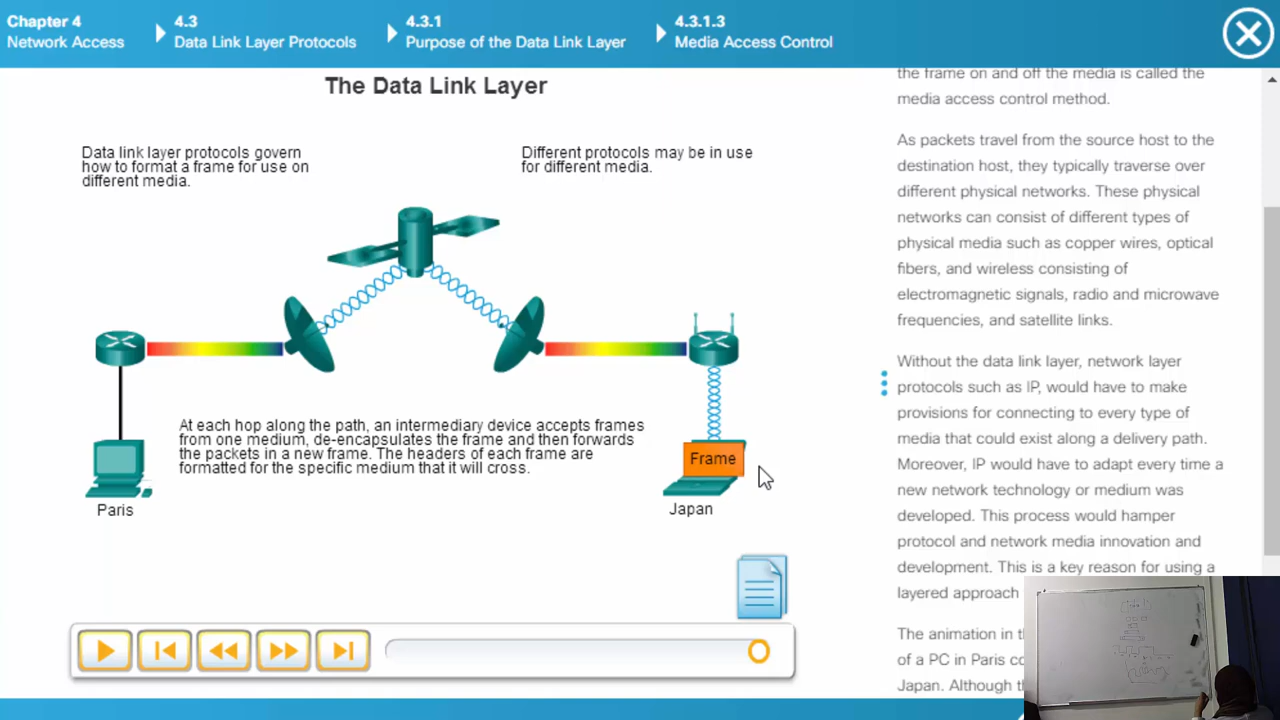 Chapter 4
Network Access
4.3
Data Link Layer Protocols
4.3.1
Purpose of the Data Link Layer
4.3.1.3
Media Access Control
The Data Link Layer
Data link layer protocols govern
how to format a frame for use on
different media.
Different protocols may be in use
for different media.
At each hop along the path, an intermediary device accepts frames
from one medium, de-encapsulates the frame and then forwards
the packets in a new frame. The headers of each frame are
formatted for the specific medium that it will cross.
Paris
Frame
Japan
the frame on and off the media is called the
media access control method.
As packets travel from the source host to the
destination host, they typically traverse over
different physical networks. These physical
networks can consist of different types of
physical media such as copper wires, optical
fibers, and wireless consisting of
electromagnetic signals, radio and microwave
frequencies, and satellite links.
Without the data link layer, network layer
protocols such as IP, would have to make
provisions for connecting to every type of
media that could exist along a delivery path.
Moreover, IP would have to adapt every time a
new network technology or medium was
developed. This process would hamper
protocol and network media innovation and
development. This is a key reason for using a
layered approach
The animation in th
of a PC in Paris co
Japan. Although th